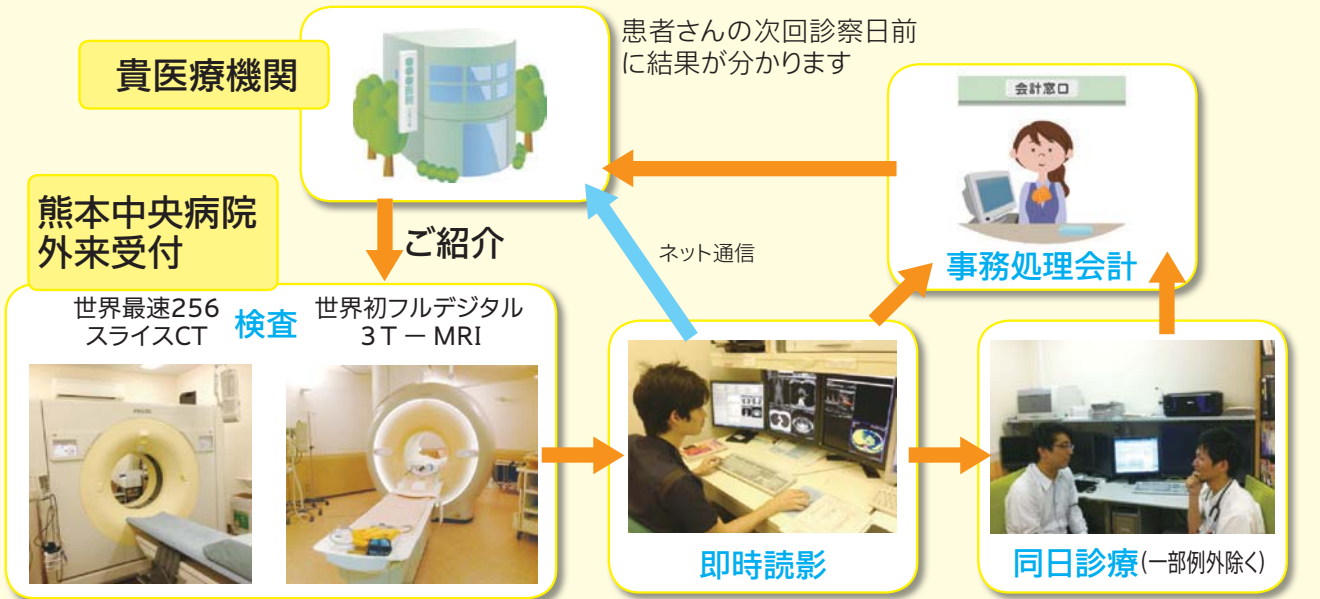 貴医療機関
患者さんの次回診察日前
に結果が分かります
会計窓口
熊本中央病院
外来受付
ご紹介
ネット通信
事務処理会計
世界最速256
スライスCT
検査
世界初フルデジタル
3T－MRI
PHILIPS
即時読影
同日診療(一部例外除く)